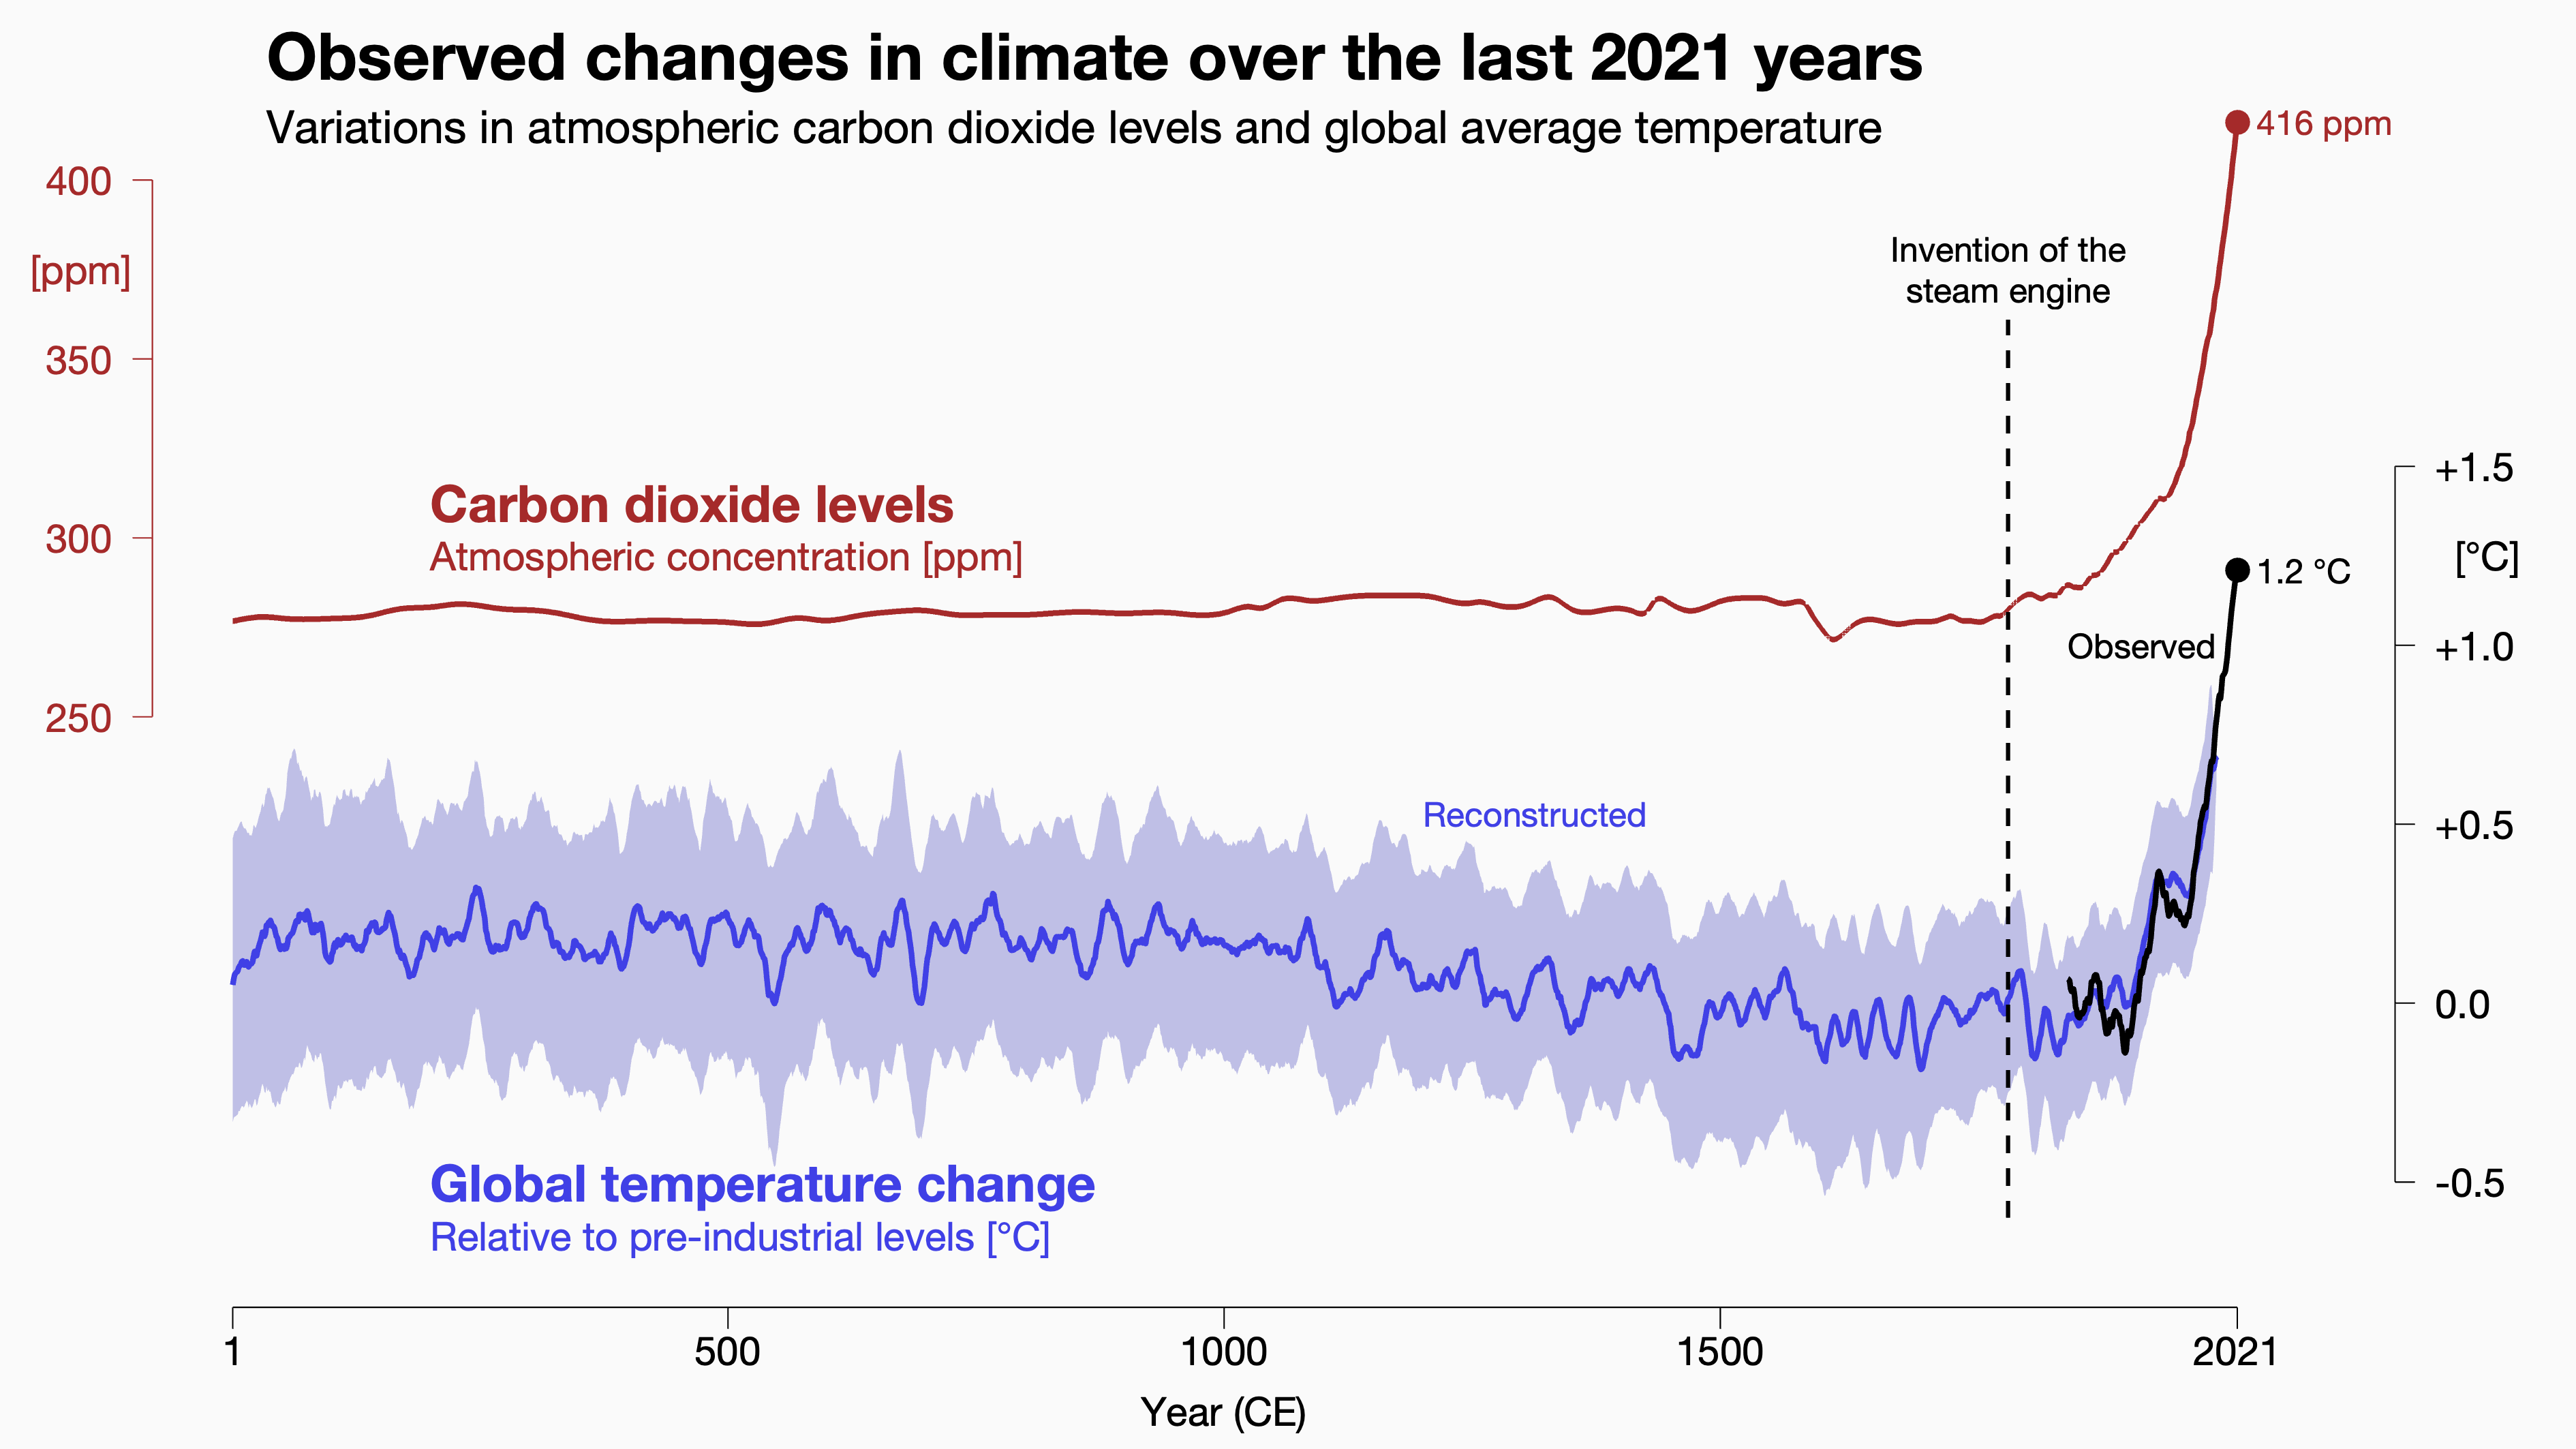 Observed changes in climate over the last 2021 years
Variations in atmospheric carbon dioxide levels and global average temperature
416 ppm
400
[ppm]
350
300
250
Invention of the
steam engine
Carbon dioxide levels
Atmospheric concentration [ppm]
+1.5
[°C]
+1.0
+0.5
0.0
-0.5
1.2 °C
Observed
Reconstructed
Global temperature change
Relative to pre-industrial levels [°C]
1
500
1000
1500
2021
Year (CE)